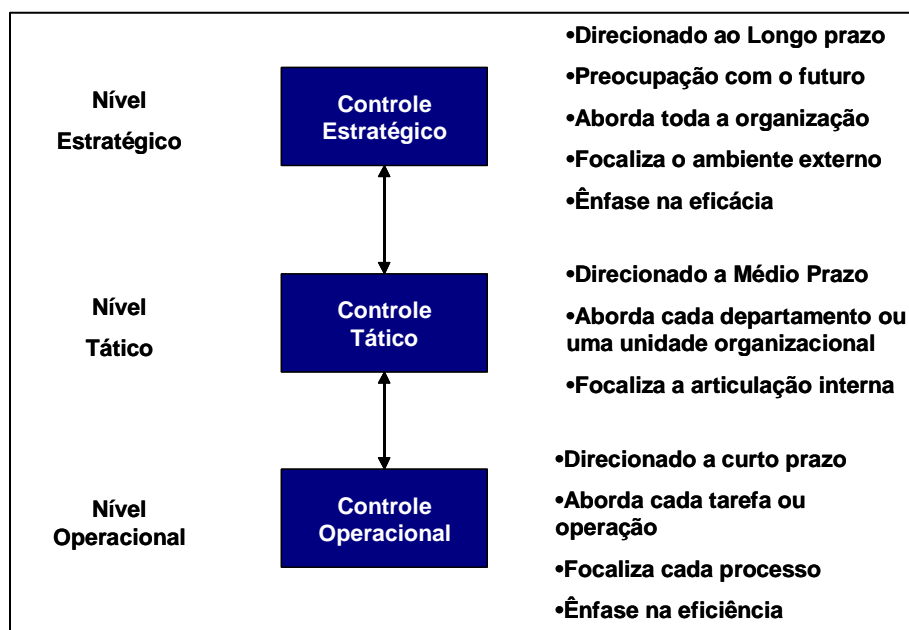 Nível
Estratégico
Controle
Estratégico
•Direcionado ao Longo prazo
•Preocupação com o futuro
•Aborda toda a organização
•Focaliza o ambiente externo
•Ênfase na eficácia
Nível
Tático
Controle
Tático
•Direcionado a Médio Prazo
•Aborda cada departamento ou
uma unidade organizacional
•Focaliza a articulação interna
Nível
Operacional
Controle
Operacional
•Direcionado a curto prazo
•Aborda cada tarefa ou
operação
•Focaliza cada processo
•Ênfase na eficiência